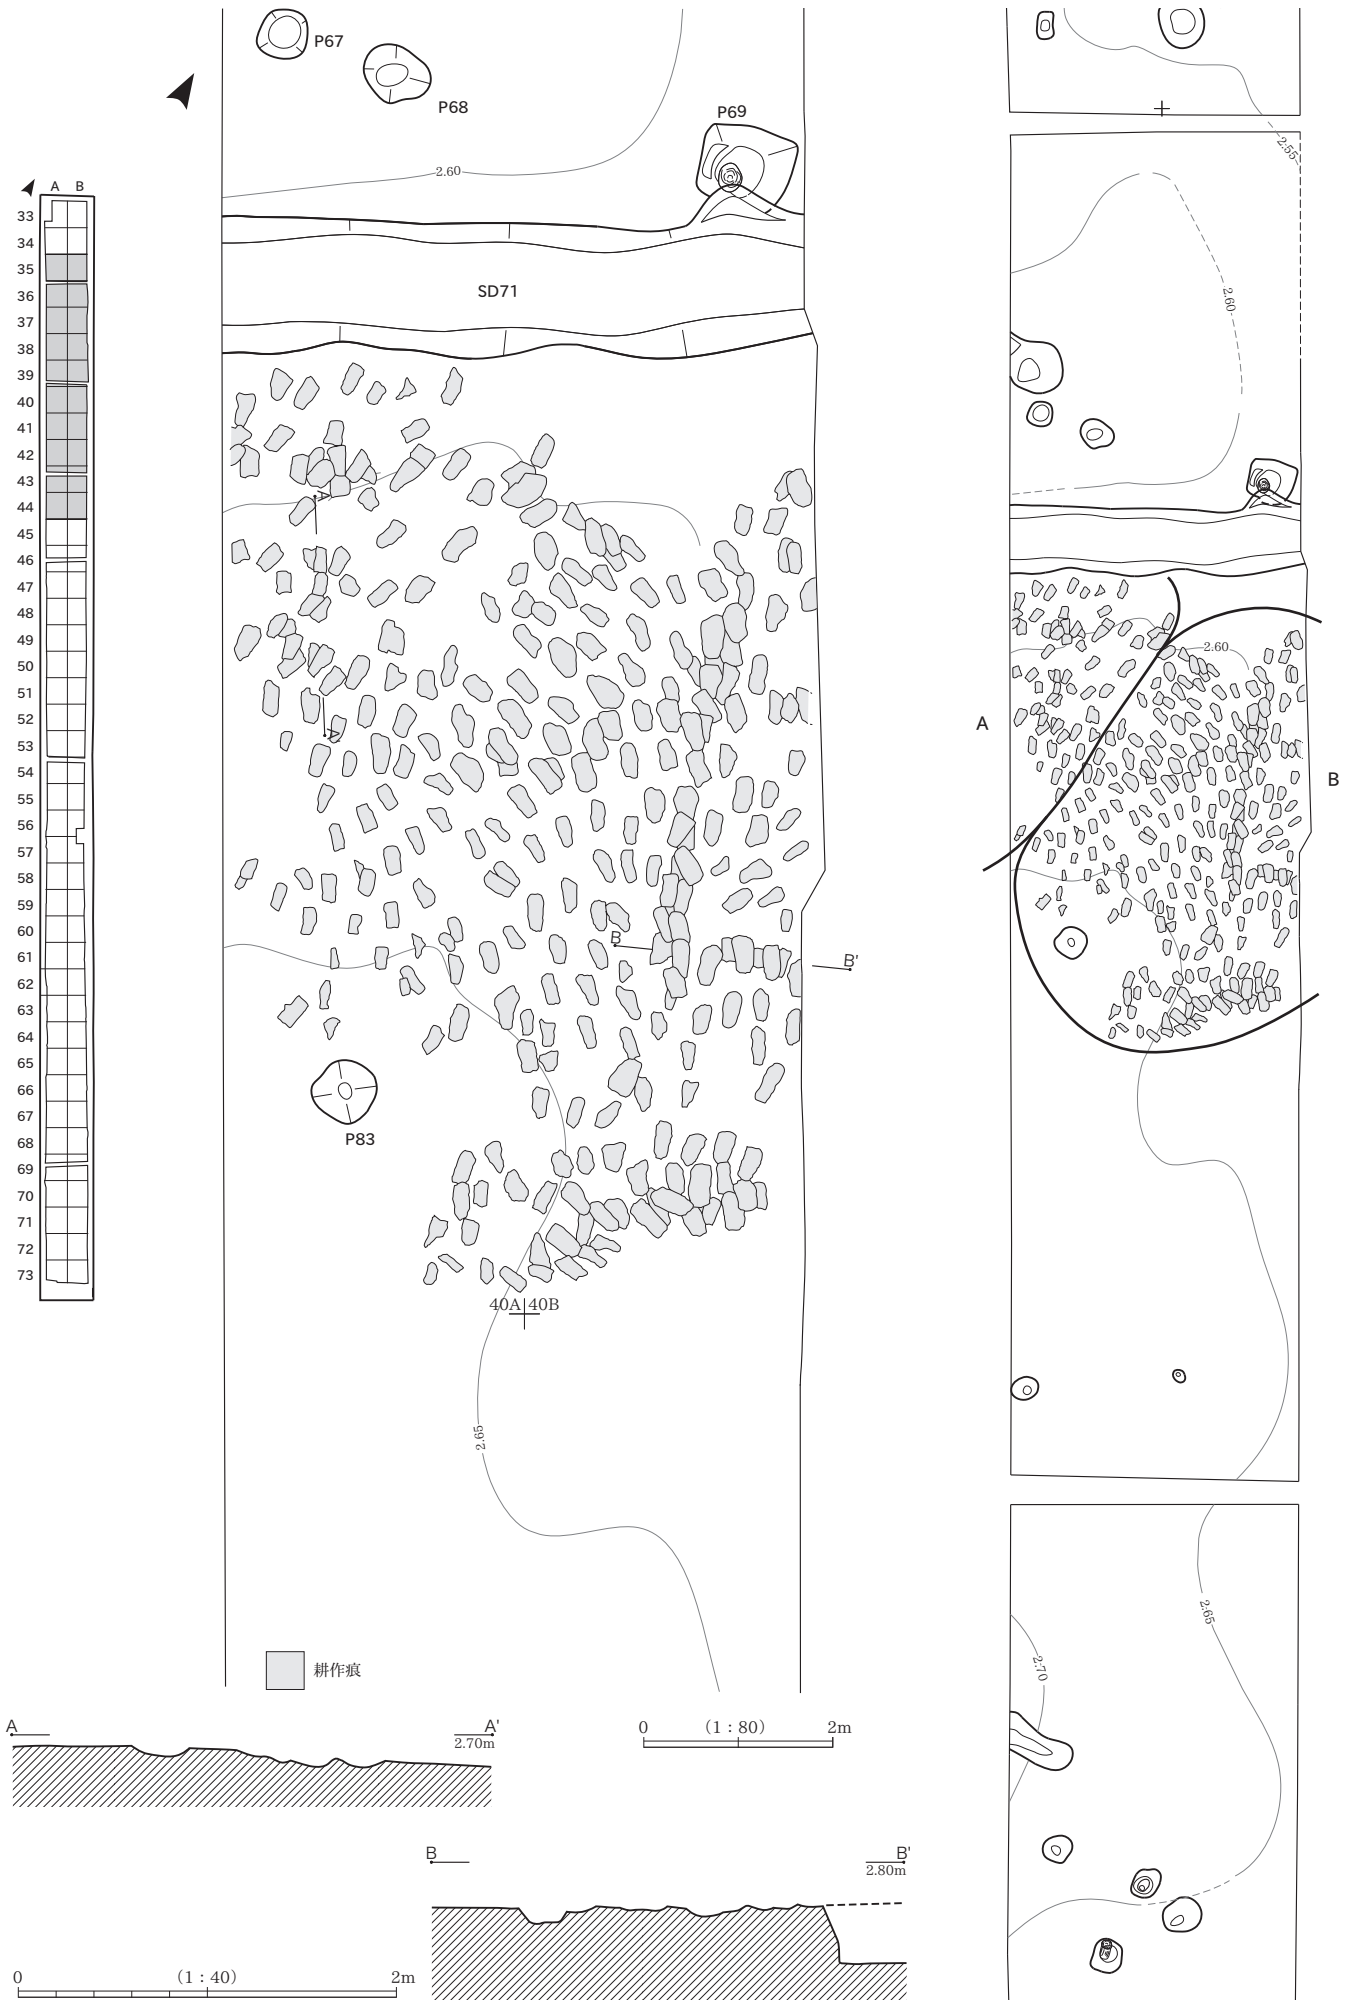 A B
33
34
35
36
37
38
39
40
41
42
43
44
45
46
47
48
49
50
51
52
53
54
55
56
57
58
59
60
61
62
63
64
65
66
67
68
69
70
71
72
73
P67
P68
P69
2.60
SD71
A
A'
B
B'
P83
40A 40B
2.65
耕作痕
0 (1:80) 2m
A A'
2.70m
B B'
2.80m
0 (1:40) 2m
2.55
2.60
2.60
A
B
2.65
2.70